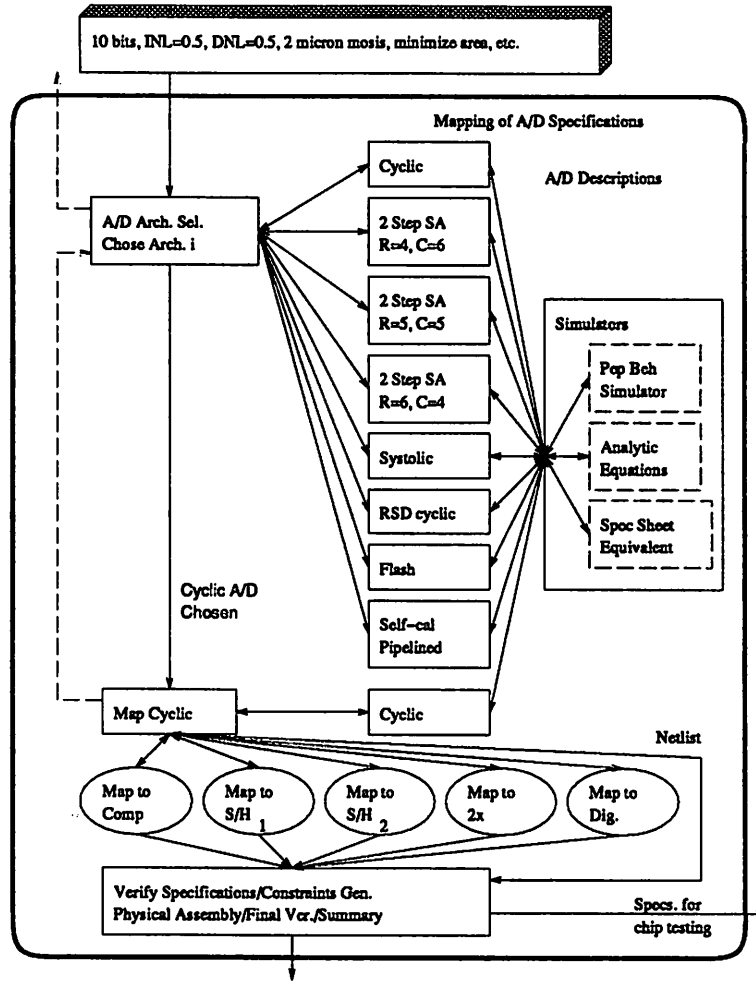 10 bits, INL=0.5, DNL=0.5, 2 micron mosis, minimize area, etc.
Mapping of A/D Specifications
A/D Descriptions
A/D Arch. Sel.
Chose Arch. i
Cyclic
2 Step SA
R=4, C=6
2 Step SA
R=5, C=5
2 Step SA
R=6, C=4
Systolic
RSD cyclic
Flash
Self-cal
Pipelined
Simulators
Pop Beh
Simulator
Analytic
Equations
Spec Sheet
Equivalent
Cyclic A/D
Chosen
Map Cyclic
Cyclic
Netlist
Map to
Comp
Map to
S/H 1
Map to
S/H 2
Map to
2x
Map to
Dig.
Verify Specifications/Constraints Gen.
Physical Assembly/Final Ver./Summary
Specs. for
chip testing